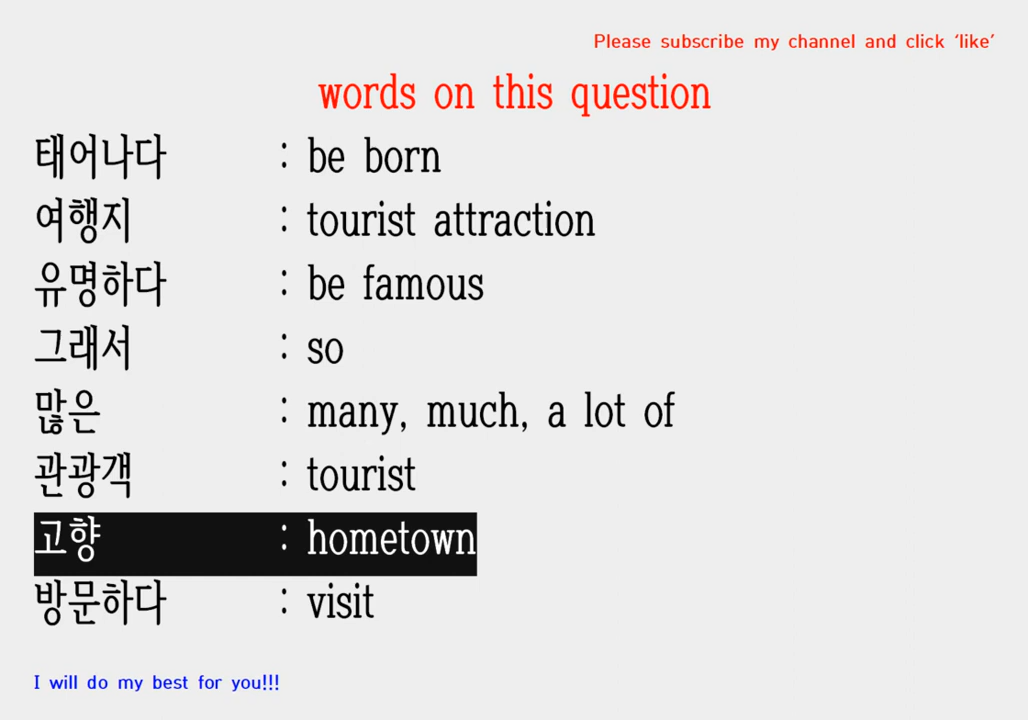 Please subscribe my channel and click ‘like’
words on this question
태어나다 : be born
여행지 : tourist attraction
유명하다 : be famous
그래서 : so
많은 : many, much, a lot of
관광객 : tourist
고향 : hometown
방문하다 : visit
I will do my best for you!!!